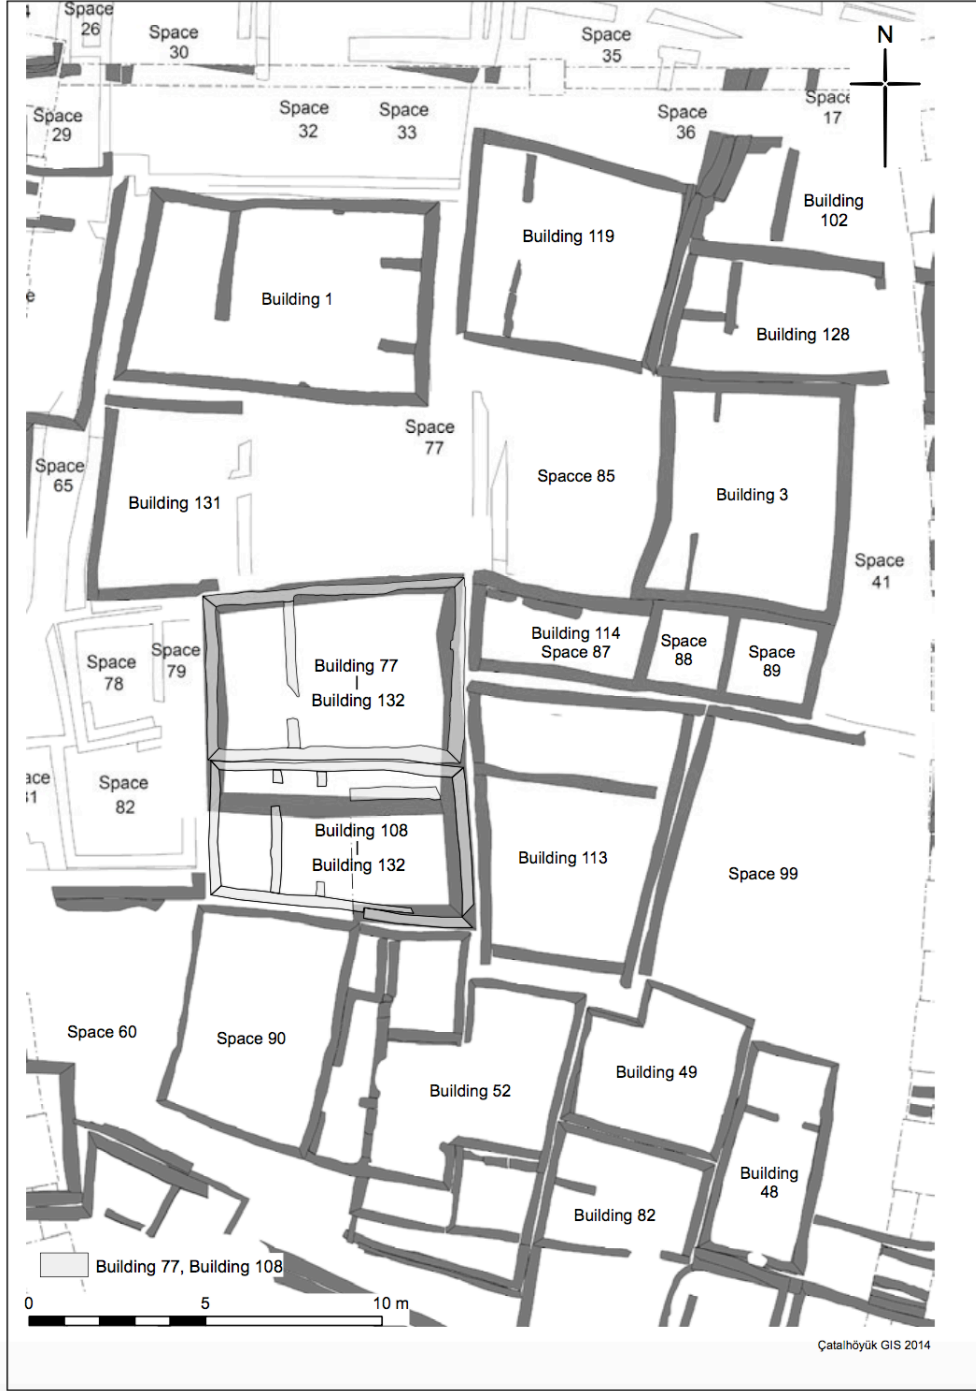 Space
26
Space
30
Space
35
N
Space
29
Space
32
Space
33
Space
36
Space
17
Building
102
Building 119
Building 1
Building 128
Space
77
Space
65
Spacce 85
Building 3
Building 131
Space
41
Building 114
Space 87
Space
88
Space
89
Space
78
Space
79
Building 77
Building 132
Space
82
Building 108
Building 132
Building 113
Space 99
Space 60
Space 90
Building 52
Building 49
Building
48
Building 82
Building 77, Building 108
0 5 10 m
Çatalhöyük GIS 2014